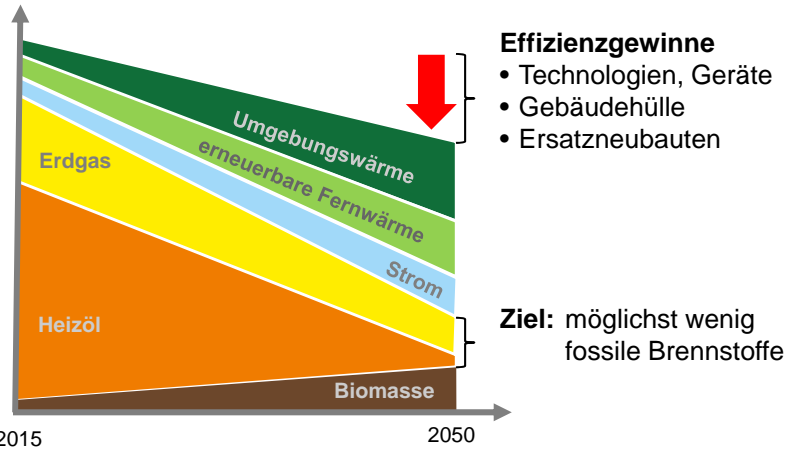 Effizienzgewinne
• Technologien, Geräte
• Gebäudehülle
• Ersatzneubauten
Umgebungswärme
erneuerbare Fernwärme
Erdgas
Strom
Heizöl
Ziel: möglichst wenig
fossile Brennstoffe
Biomasse
2015
2050